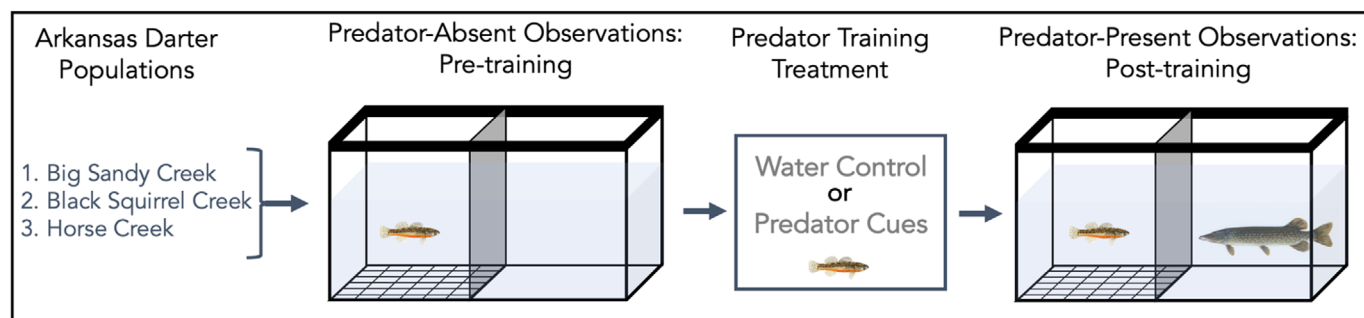 Arkansas Darter
Populations
1. Big Sandy Creek
2. Black Squirrel Creek
3. Horse Creek
Predator-Absent Observations:
Pre-training
Predator Training
Treatment
Water Control
or
Predator Cues
Predator-Present Observations:
Post-training